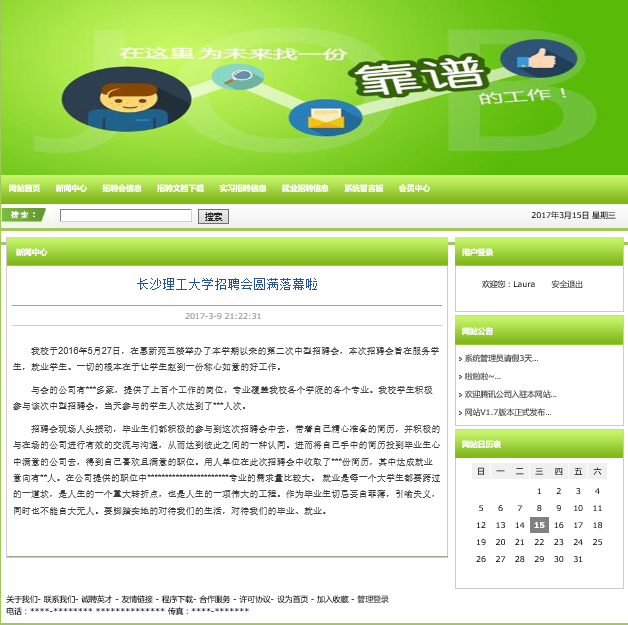 JOB
在这里为未来找一份
靠谱
的工作！
网站首页 新闻中心 招聘会信息 招聘文档下载 实习招聘信息 就业招聘信息 系统留言板 会员中心
搜索： 搜索 2017年3月15日 星期三
新闻中心
长沙理工大学招聘会圆满落幕啦
2017-3-9 21:22:31
我校于2016年5月27日，在惠新苑五楼举办了本学期以来的第二次中型招聘会，本次招聘会旨在服务学
生，就业学生。一切的根本在于让学生赵到一份称心如意的好工作。
与会的公司有***多家，提供了上百个工作的岗位，专业覆盖我校各个学院的各个专业。我校学生积极
参与该次中型招聘会，当天参与的学生人次达到了***人次。
招聘会现场人头攒动，毕业生们都积极的参与到这次招聘会中去，带着自己精心准备的简历，并积极的
与在场的公司进行有效的交流与沟通，从而达到彼此之间的一种认同。进而将自己手中的简历投到毕业生心
中满意的公司去，得到自己喜欢且满意的职位。用人单位在此次招聘会中收取了***份简历，其中达成就业
意向有**人。在公司提供的职位中***********************专业的需求量比较大。 就业是每一个大学生都要跨过
的一道坎，是人生的一个重大转折点，也是人生的一项伟大的工程。作为毕业生切忌妄自菲薄，引喻失义，
同时也不能自大无人。要脚踏实地的对待我们的生活，对待我们的毕业、就业。
用户登录
欢迎您：Laura 安全退出
网站公告
系统管理员请假3天...
啦啦啦~...
欢迎腾讯公司入驻本网站...
网站V1.7版本正式发布...
网站日历表
日 一 二 三 四 五 六
1 2 3 4
5 6 7 8 9 10 11
12 13 14 15 16 17 18
19 20 21 22 23 24 25
26 27 28 29 30 31
关于我们- 联系我们- 诚聘英才 - 友情链接 - 程序下载- 合作服务 - 许可协议- 设为首页 - 加入收藏 - 管理登录
电话：****-******** ************** 传真：****-*******